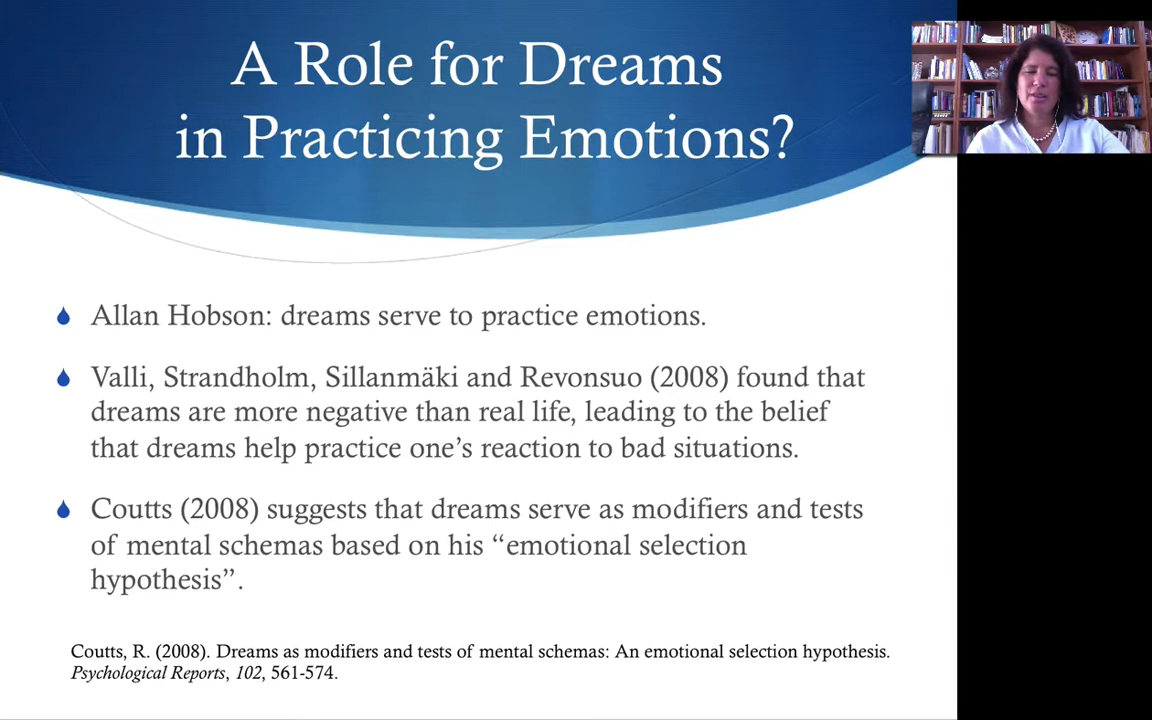 A Role for Dreams
in Practicing Emotions?
Allan Hobson: dreams serve to practice emotions.
Valli, Strandholm, Sillanmäki and Revonsuo (2008) found that
dreams are more negative than real life, leading to the belief
that dreams help practice one’s reaction to bad situations.
Coutts (2008) suggests that dreams serve as modifiers and tests
of mental schemas based on his “emotional selection
hypothesis”.
Coutts, R. (2008). Dreams as modifiers and tests of mental schemas: An emotional selection hypothesis.
Psychological Reports, 102, 561-574.